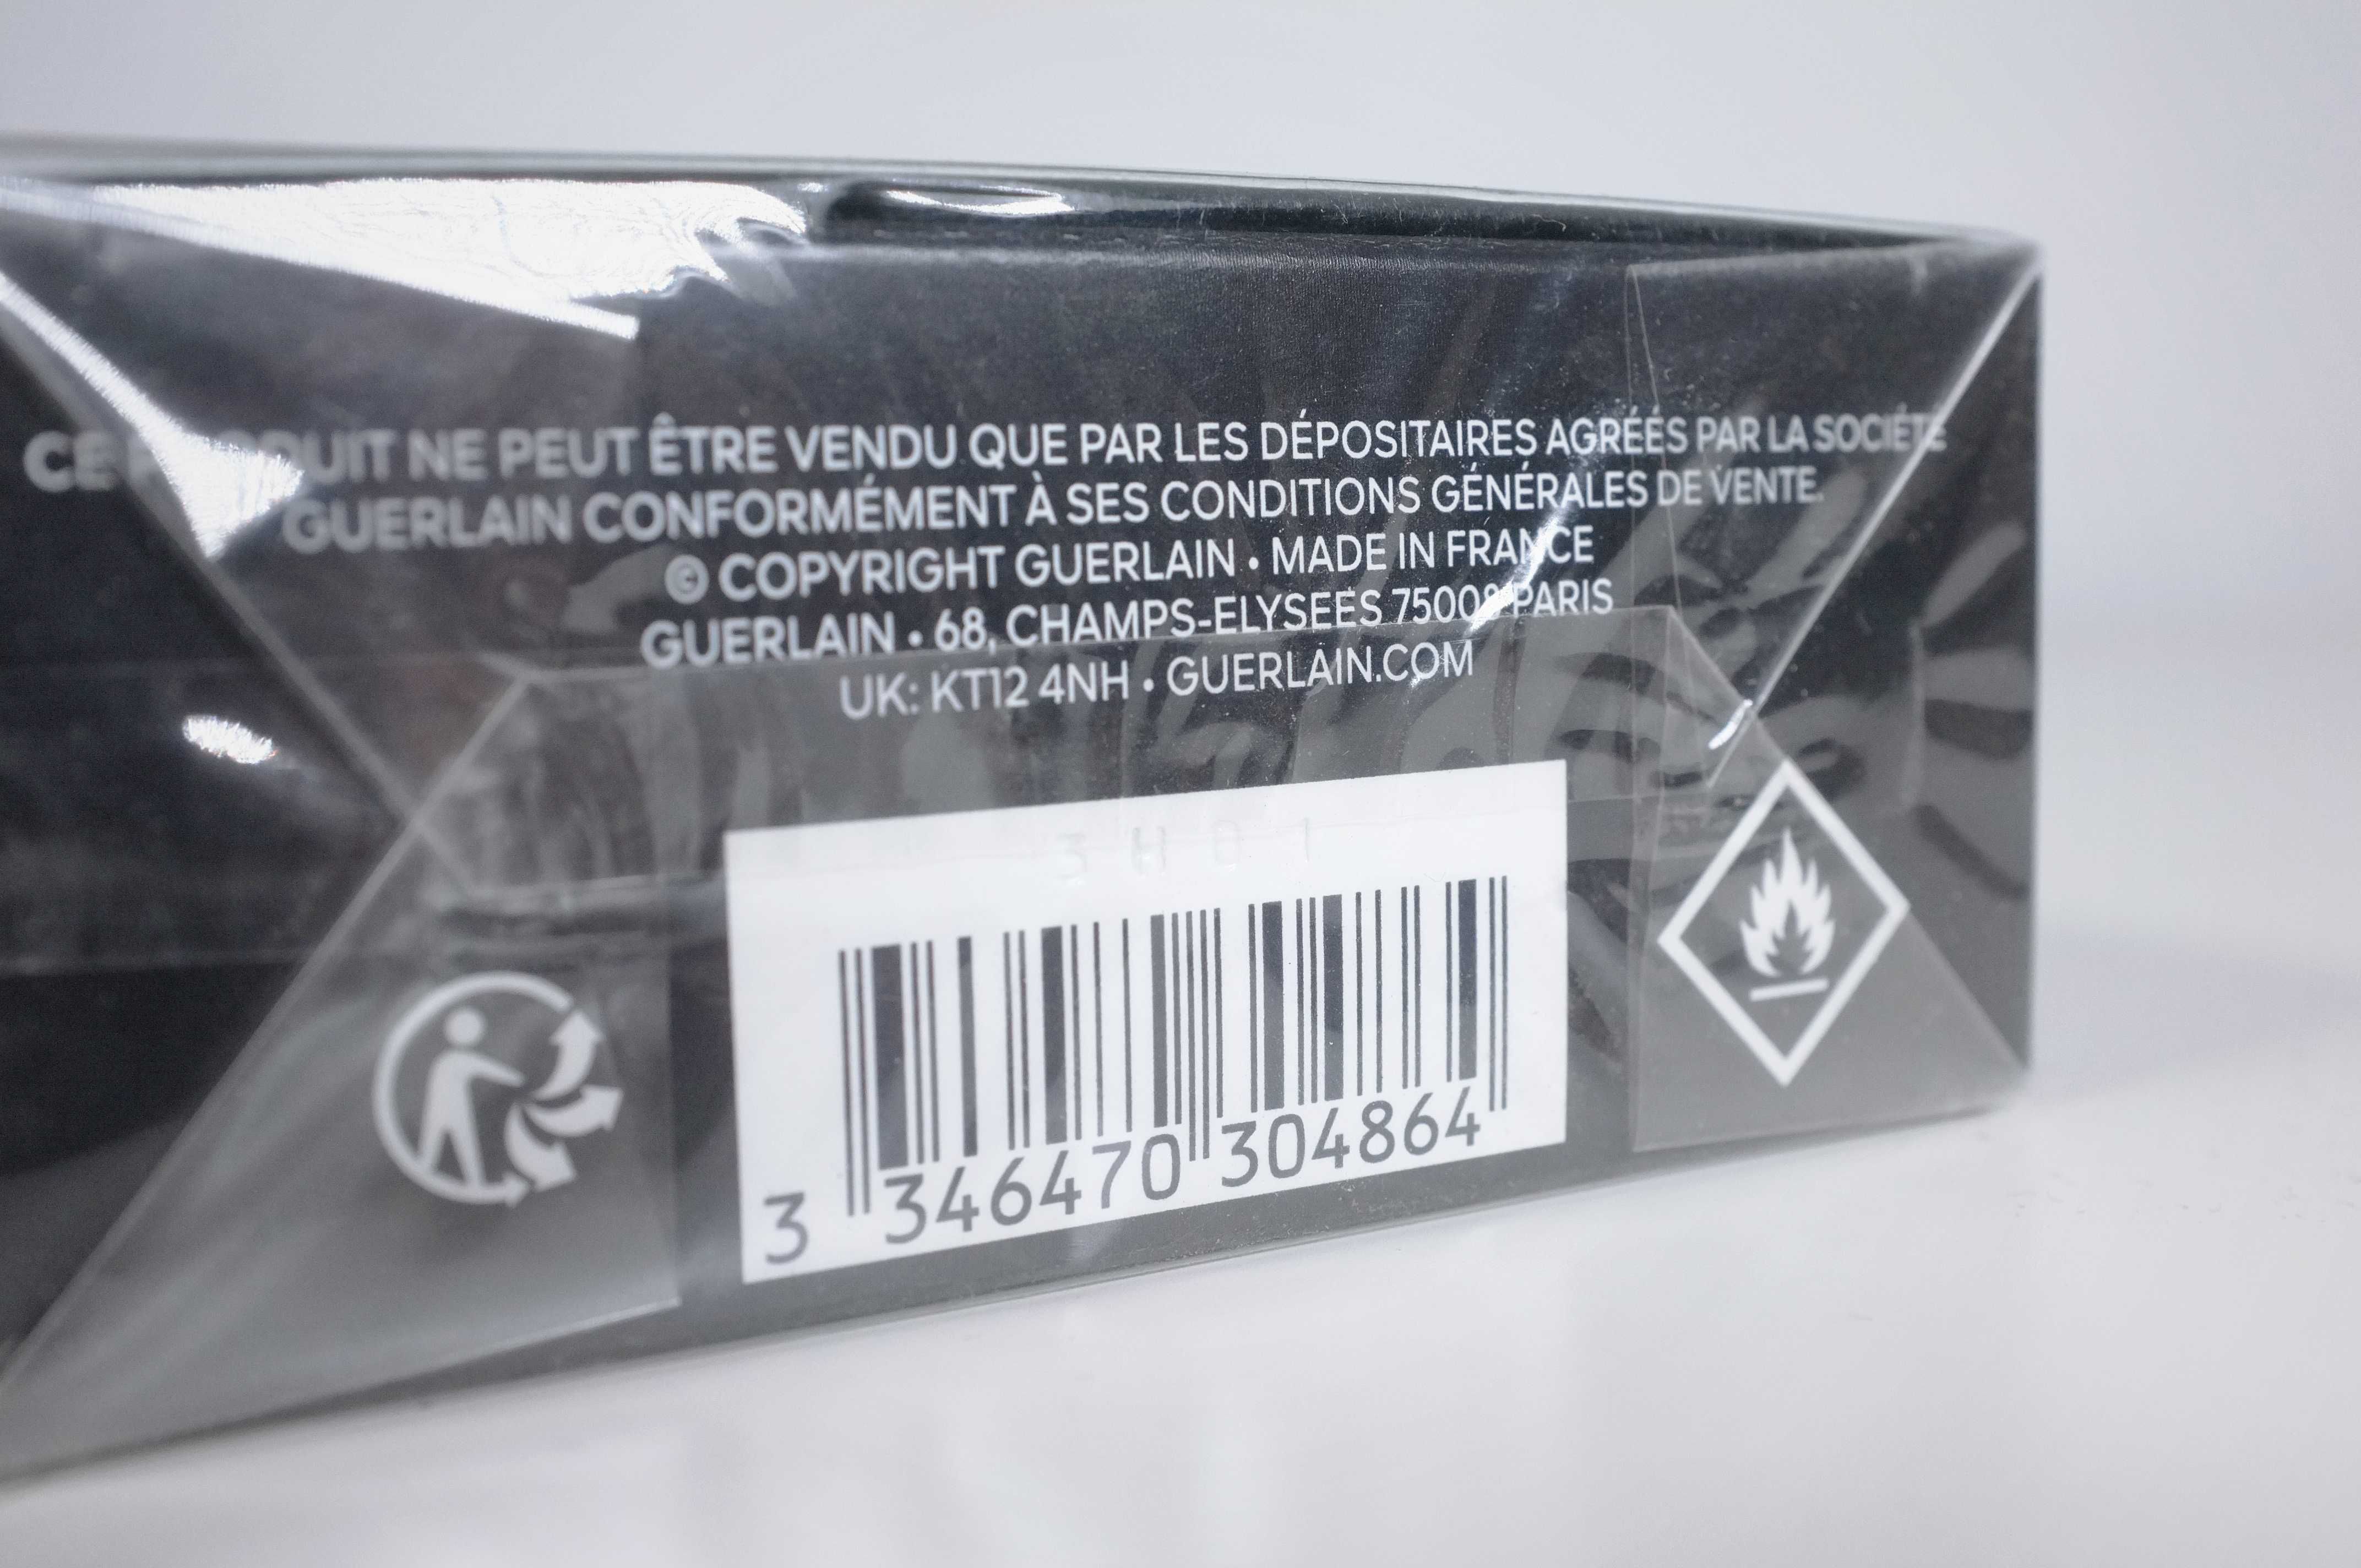 CE PRODUIT NE PEUT ÊTRE VENDU QUE PAR LES DÉPOSITAIRES AGRÉÉS PAR LA SOCIÉTÉ
GUERLAIN CONFORMÉMENT À SES CONDITIONS GÉNÉRALES DE VENTE.
© COPYRIGHT GUERLAIN • MADE IN FRANCE
GUERLAIN • 68, CHAMPS-ELYSEES 75008 PARIS
UK: KT12 4NH • GUERLAIN.COM
3H01
3 346470 304864